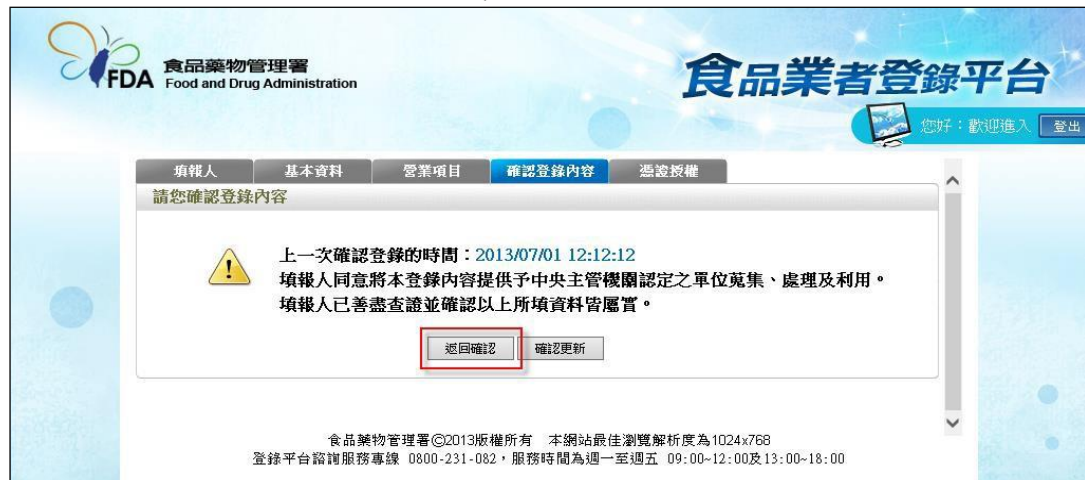 FDA 食品藥物管理署
Food and Drug Administration
食品業者登錄平台
您好：歡迎進入 登出
填報人 基本資料 營業項目 確認登錄內容 憑證授權
請您確認登錄內容
上一次確認登錄的時間：2013/07/01 12:12:12
填報人同意將本登錄內容提供予中央主管機關認定之單位蒐集、處理及利用。
填報人已善盡查證並確認以上所填資料皆屬實。
返回確認 確認更新
食品藥物管理署©2013版權所有 本網站最佳瀏覽解析度為1024x768
登錄平台諮詢服務專線 0800-231-082，服務時間為週一至週五 09:00~12:00及13:00~18:00